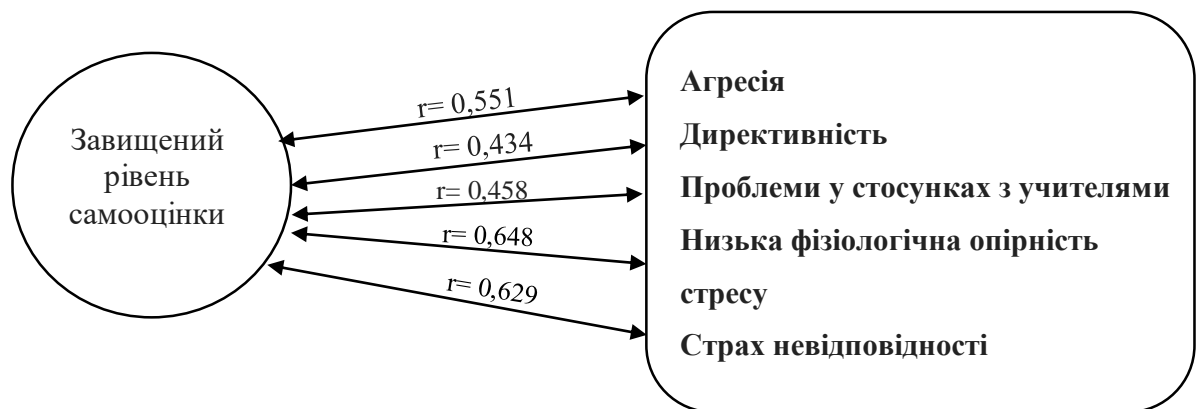 Завищений
рівень
самооцінки
r= 0,551
r= 0,434
r= 0,458
r= 0,648
r= 0,629
Агресія
Директивність
Проблеми у стосунках з учителями
Низька фізіологічна опірність
стресу
Страх невідповідності